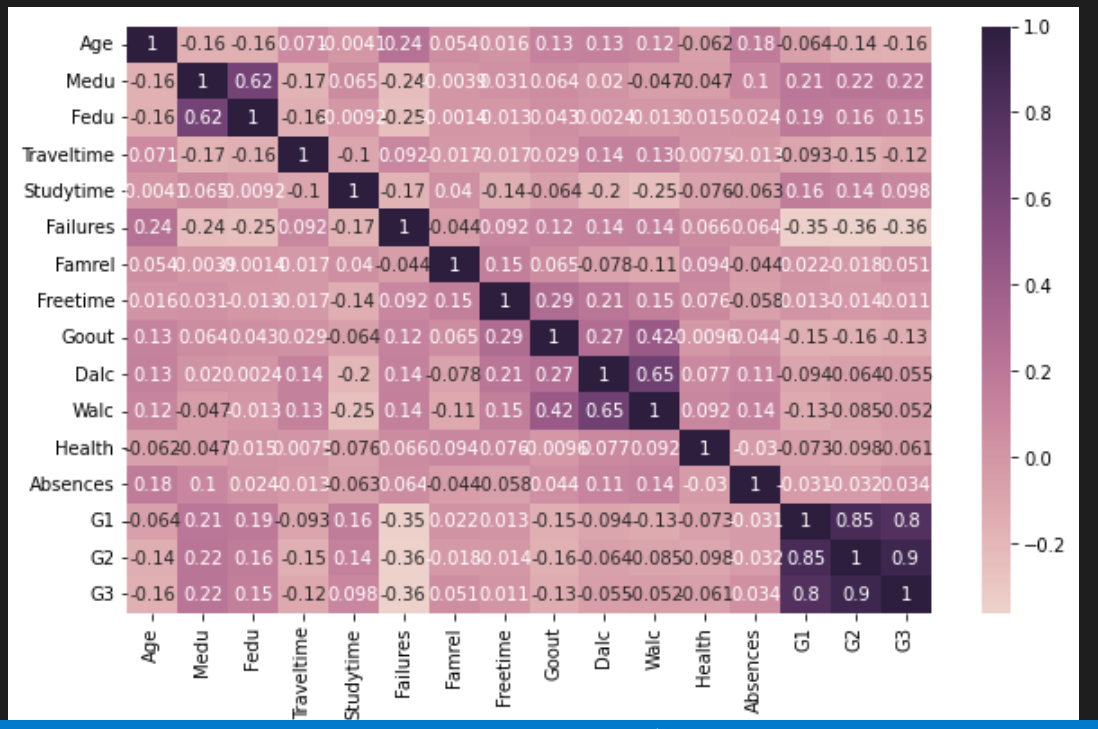 Age 1 -0.16 -0.16 0.071 -0.0041 0.24 0.054 0.016 0.13 0.13 0.12 -0.062 0.18 -0.064 -0.14 -0.16
Medu -0.16 1 0.62 -0.17 0.065 -0.24 -0.0039 0.031 0.064 0.02 -0.047 -0.047 0.1 0.21 0.22 0.22
Fedu -0.16 0.62 1 -0.16 -0.0092 -0.25 0.0014 -0.013 0.043 0.0024 -0.013 0.015 0.024 0.19 0.16 0.15
Traveltime 0.071 -0.17 -0.16 1 -0.1 0.092 -0.017 -0.017 0.029 0.14 0.13 0.0075 -0.013 -0.093 -0.15 -0.12
Studytime -0.0041 0.065 -0.0092 -0.1 1 -0.17 0.04 -0.14 -0.064 -0.2 -0.25 -0.076 -0.063 0.16 0.14 0.098
Failures 0.24 -0.24 -0.25 0.092 -0.17 1 -0.044 0.092 0.12 0.14 0.14 0.066 0.064 -0.35 -0.36 -0.36
Famrel 0.054 -0.0039 0.0014 -0.017 0.04 -0.044 1 0.15 0.065 -0.078 -0.11 0.094 -0.044 0.022 -0.018 0.051
Freetime 0.016 0.031 -0.013 -0.017 -0.14 0.092 0.15 1 0.29 0.21 0.15 0.076 -0.058 0.013 -0.014 0.011
Goout 0.13 0.064 0.043 0.029 -0.064 0.12 0.065 0.29 1 0.27 0.42 -0.0096 0.044 -0.15 -0.16 -0.13
Dalc 0.13 0.02 0.0024 0.14 -0.2 0.14 -0.078 0.21 0.27 1 0.65 0.077 0.11 -0.094 -0.064 -0.055
Walc 0.12 -0.047 -0.013 0.13 -0.25 0.14 -0.11 0.15 0.42 0.65 1 0.092 0.14 -0.13 -0.085 -0.052
Health -0.062 -0.047 0.015 0.0075 -0.076 0.066 0.094 0.076 -0.0096 0.077 0.092 1 -0.03 -0.073 -0.098 -0.061
Absences 0.18 0.1 0.024 -0.013 -0.063 0.064 -0.044 -0.058 0.044 0.11 0.14 -0.03 1 -0.031 -0.032 0.034
G1 -0.064 0.21 0.19 -0.093 0.16 -0.35 0.022 0.013 -0.15 -0.094 -0.13 -0.073 -0.031 1 0.85 0.8
G2 -0.14 0.22 0.16 -0.15 0.14 -0.36 -0.018 -0.014 -0.16 -0.064 -0.085 -0.098 -0.032 0.85 1 0.9
G3 -0.16 0.22 0.15 -0.12 0.098 -0.36 0.051 0.011 -0.13 -0.055 -0.052 -0.061 0.034 0.8 0.9 1
Age Medu Fedu Traveltime Studytime Failures Famrel Freetime Goout Dalc Walc Health Absences G1 G2 G3
1.0
0.8
0.6
0.4
0.2
0.0
−0.2